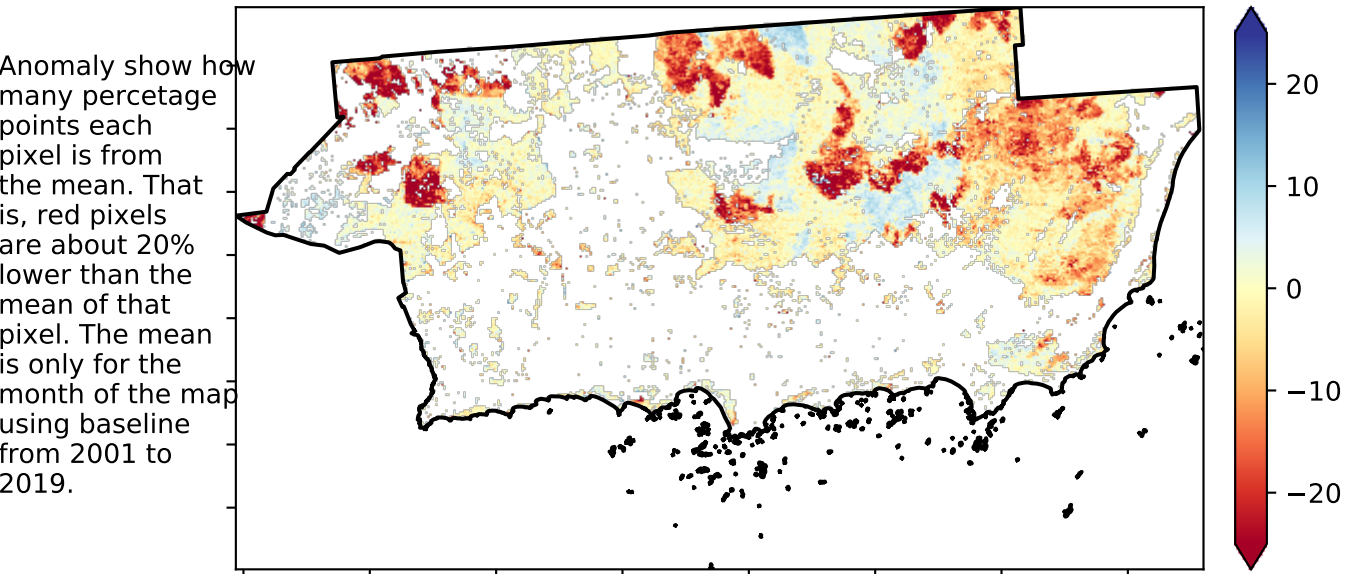 Anomaly show how
many percetage
points each
pixel is from
the mean. That
is, red pixels
are about 20%
lower than the
mean of that
pixel. The mean
is only for the
month of the map
using baseline
from 2001 to
2019.
20
10
0
−10
−20